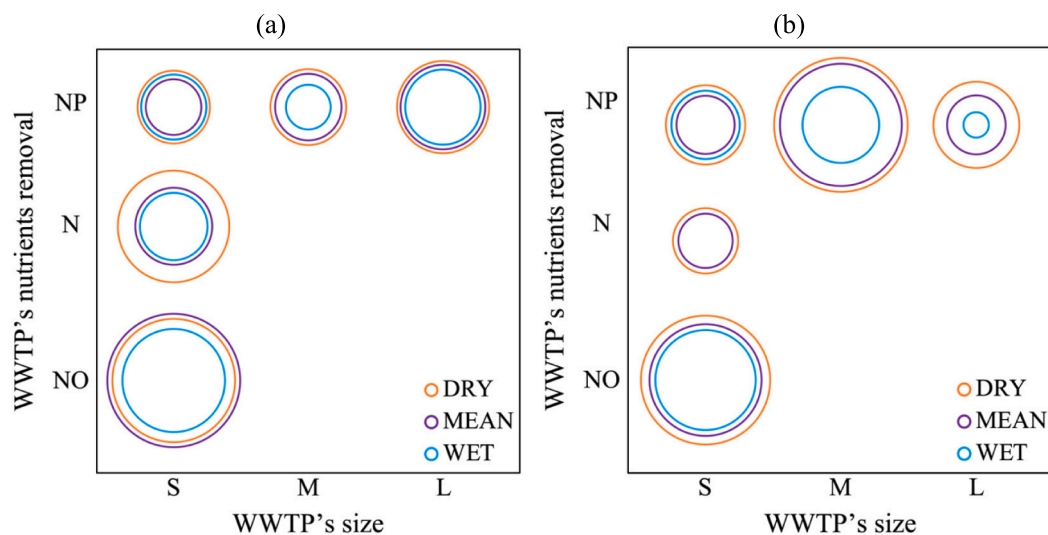 (a)
WWTP's nutrients removal
NP
N
NO
DRY
MEAN
WET
S M L
WWTP's size
(b)
WWTP's nutrients removal
NP
N
NO
DRY
MEAN
WET
S M L
WWTP's size